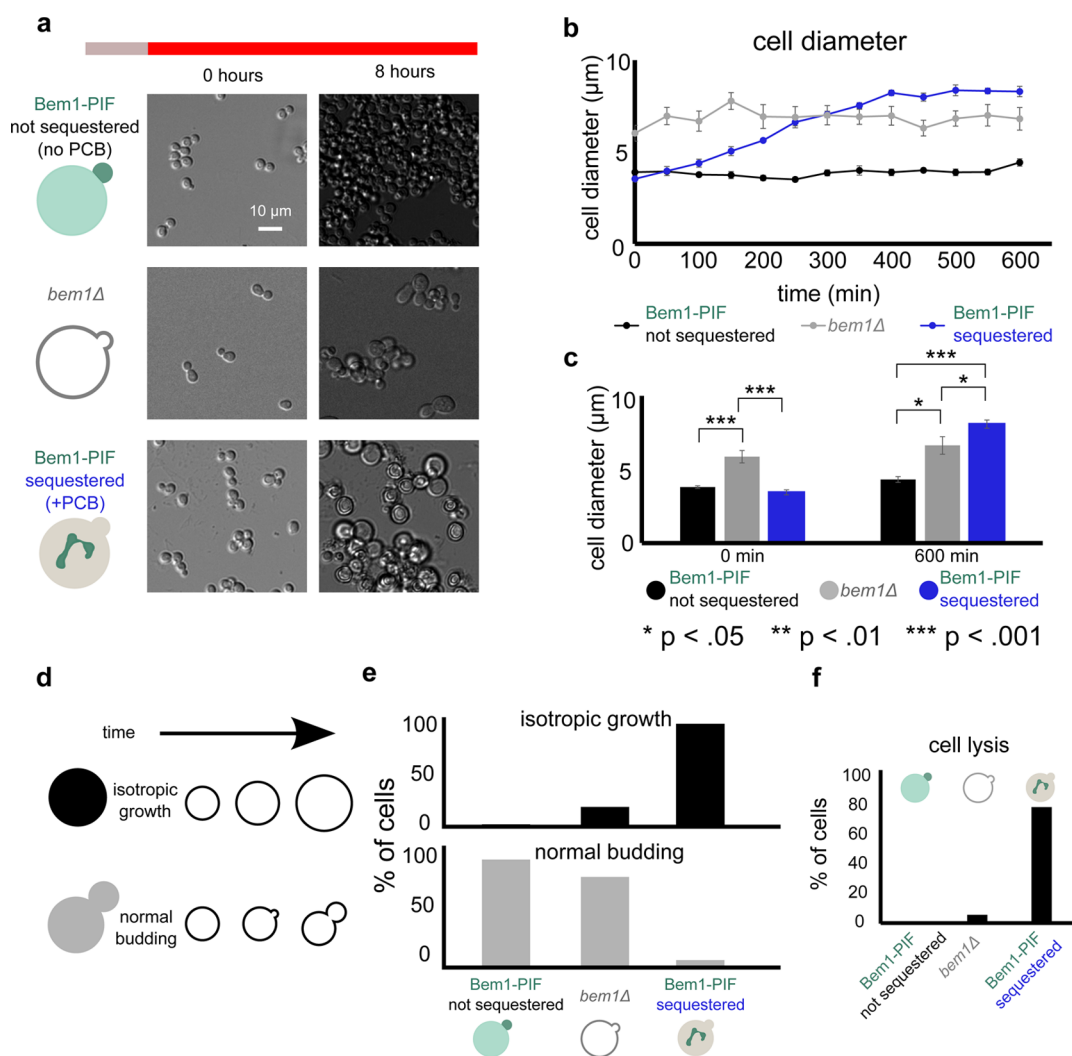 a
0 hours
8 hours
Bem1-PIF
not sequestered
(no PCB)
10 µm
bem1Δ
Bem1-PIF
sequestered
(+PCB)
b
cell diameter
cell diameter (µm)
10
5
0
0 100 200 300 400 500 600
time (min)
Bem1-PIF
not sequestered
bem1Δ
Bem1-PIF
sequestered
c
cell diameter (µm)
10
5
0
***
***
***
*
*
0 min
600 min
Bem1-PIF
not sequestered
bem1Δ
Bem1-PIF
sequestered
* p < .05 ** p < .01 *** p < .001
d
time
isotropic
growth
normal
budding
e
% of cells
isotropic growth
100
50
0
normal budding
100
50
0
Bem1-PIF
not sequestered
bem1Δ
Bem1-PIF
sequestered
f
cell lysis
% of cells
100
80
60
40
20
0
Bem1-PIF
not sequestered
bem1Δ
Bem1-PIF
sequestered